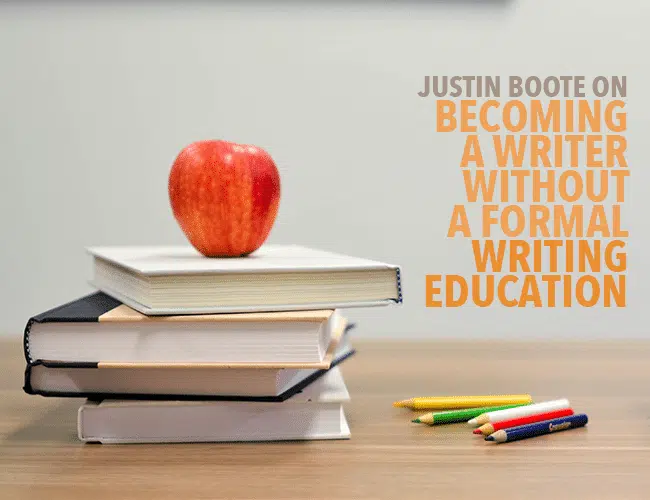 JUSTIN BOOTE ON
BECOMING
A WRITER
WITHOUT
A FORMAL
WRITING
EDUCATION